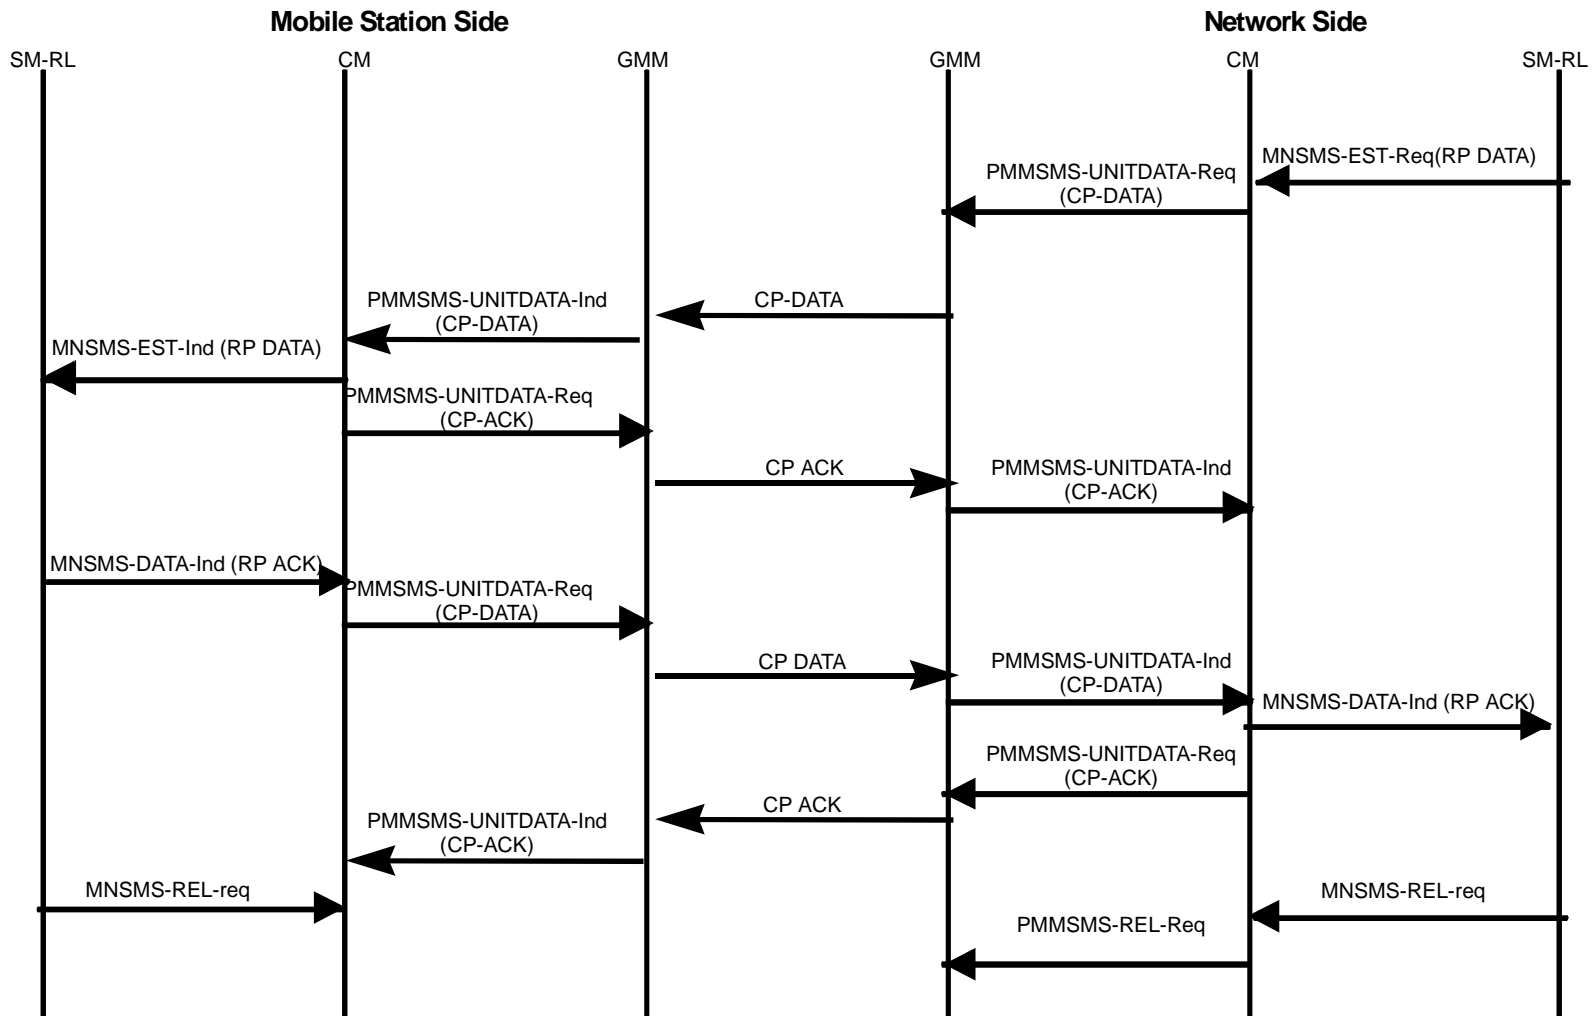 Mobile Station Side
Network Side
SM-RL
CM
GMM
GMM
CM
SM-RL
MNSMS-EST-Req(RP DATA)
PMMSMS-UNITDATA-Req
(CP-DATA)
CP-DATA
PMMSMS-UNITDATA-Ind
(CP-DATA)
MNSMS-EST-Ind (RP DATA)
PMMSMS-UNITDATA-Req
(CP-ACK)
CP ACK
PMMSMS-UNITDATA-Ind
(CP-ACK)
MNSMS-DATA-Ind (RP ACK)
PMMSMS-UNITDATA-Req
(CP-DATA)
CP DATA
PMMSMS-UNITDATA-Ind
(CP-DATA)
MNSMS-DATA-Ind (RP ACK)
PMMSMS-UNITDATA-Req
(CP-ACK)
CP ACK
PMMSMS-UNITDATA-Ind
(CP-ACK)
MNSMS-REL-req
MNSMS-REL-req
PMMSMS-REL-Req